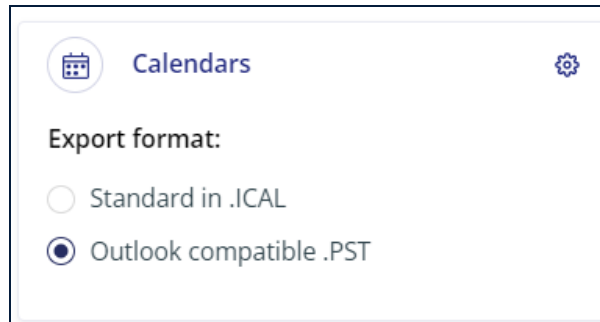 Calendars
Export format:
Standard in .ICAL
Outlook compatible .PST